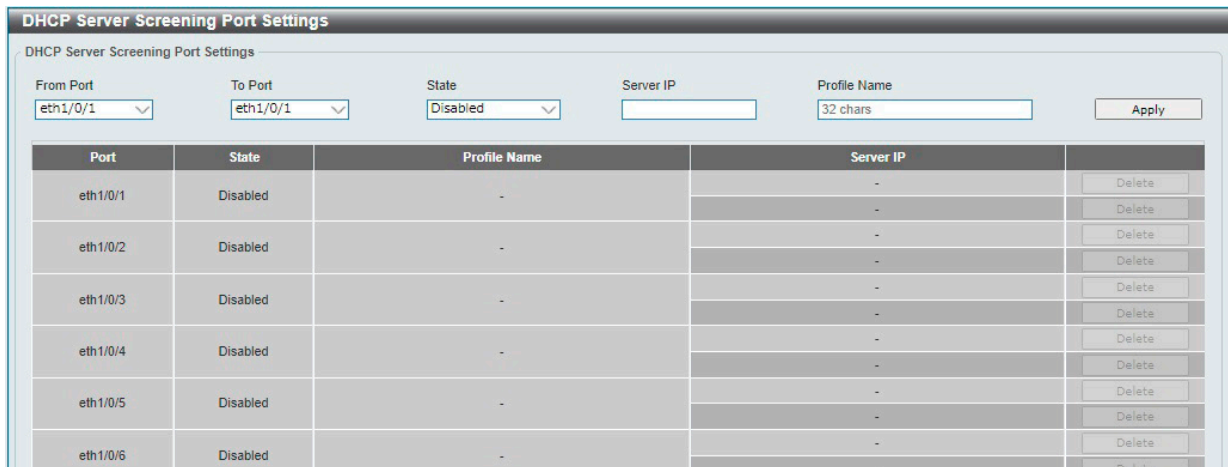 DHCP Server Screening Port Settings
DHCP Server Screening Port Settings
From Port To Port State Server IP Profile Name
eth1/0/1 eth1/0/1 Disabled 32 chars Apply
Port State Profile Name Server IP
eth1/0/1 Disabled - - Delete
- Delete
eth1/0/2 Disabled - - Delete
- Delete
eth1/0/3 Disabled - - Delete
- Delete
eth1/0/4 Disabled - - Delete
- Delete
eth1/0/5 Disabled - - Delete
- Delete
eth1/0/6 Disabled - - Delete